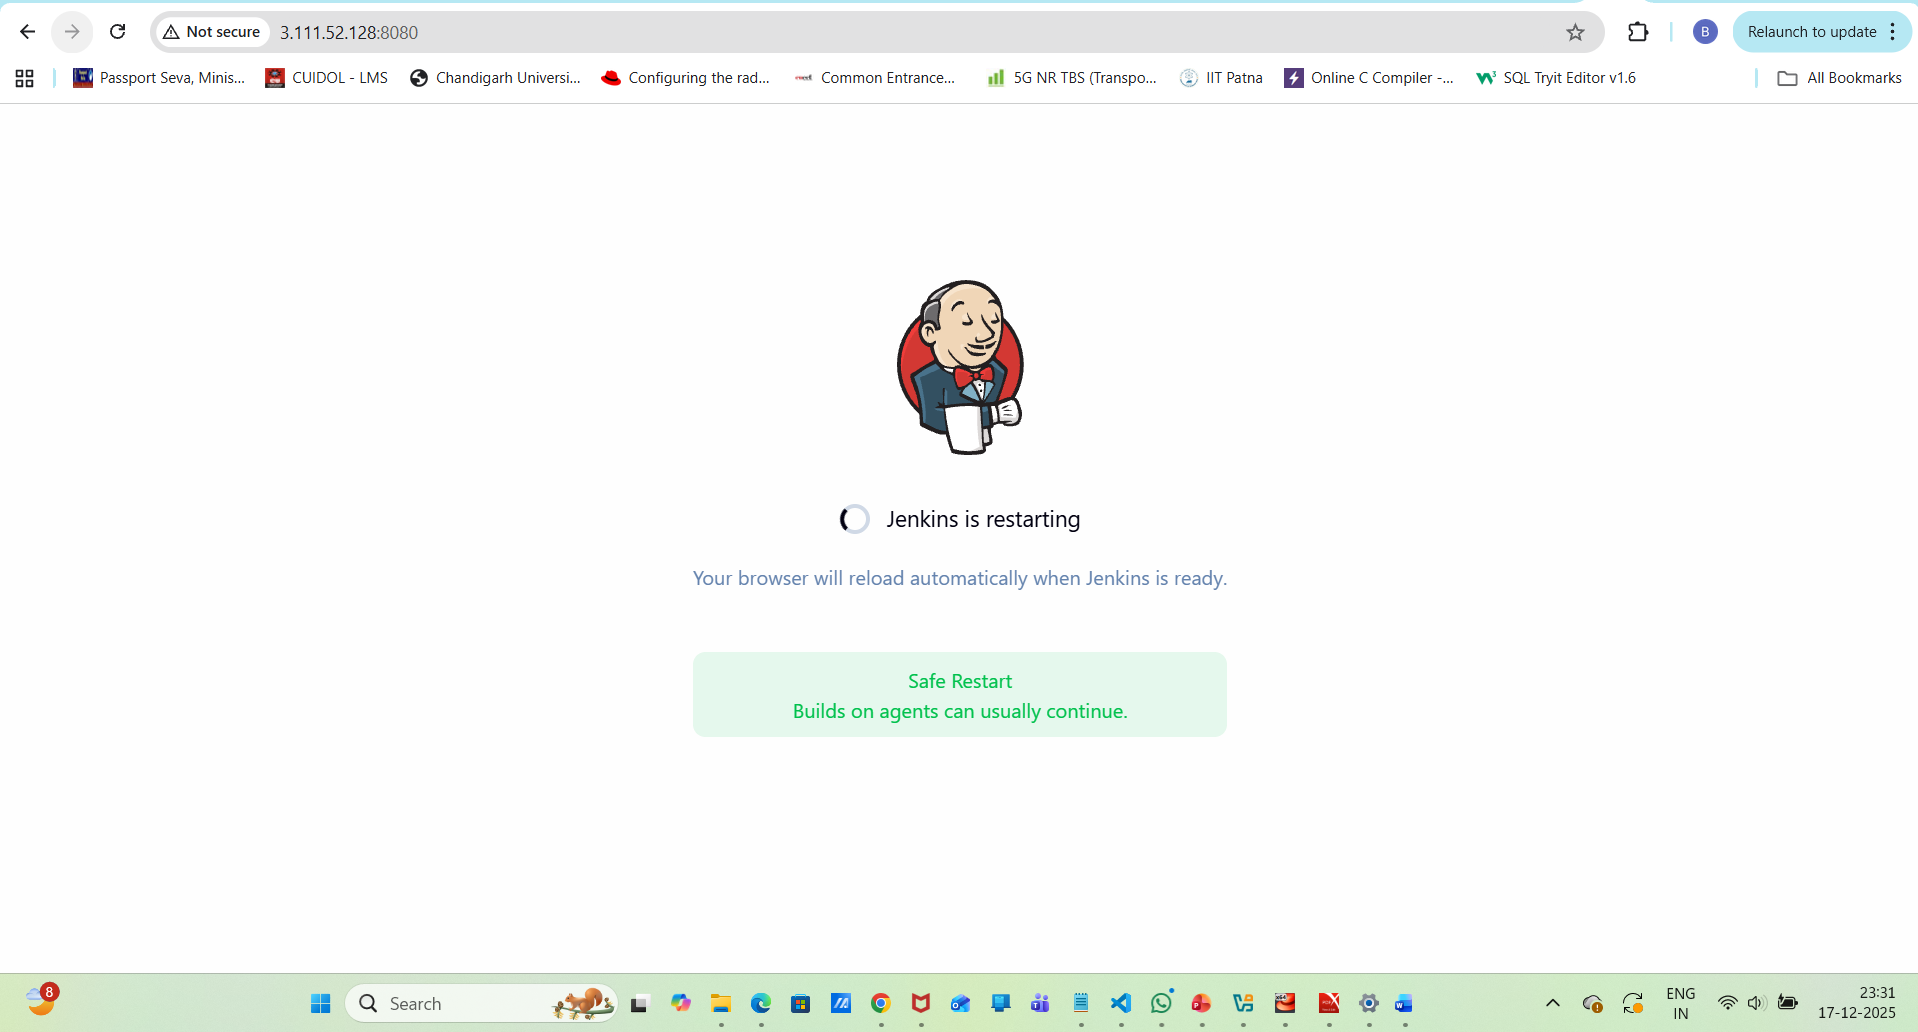 Not secure
3.111.52.128:8080
B
Relaunch to update
Passport Seva, Minis...
CUIDOL - LMS
Chandigarh Universi...
Configuring the rad...
Common Entrance...
5G NR TBS (Transpo...
IIT Patna
Online C Compiler -...
SQL Tryit Editor v1.6
All Bookmarks
Jenkins is restarting
Your browser will reload automatically when Jenkins is ready.
Safe Restart
Builds on agents can usually continue.
8
Search
ENG
IN
23:31
17-12-2025